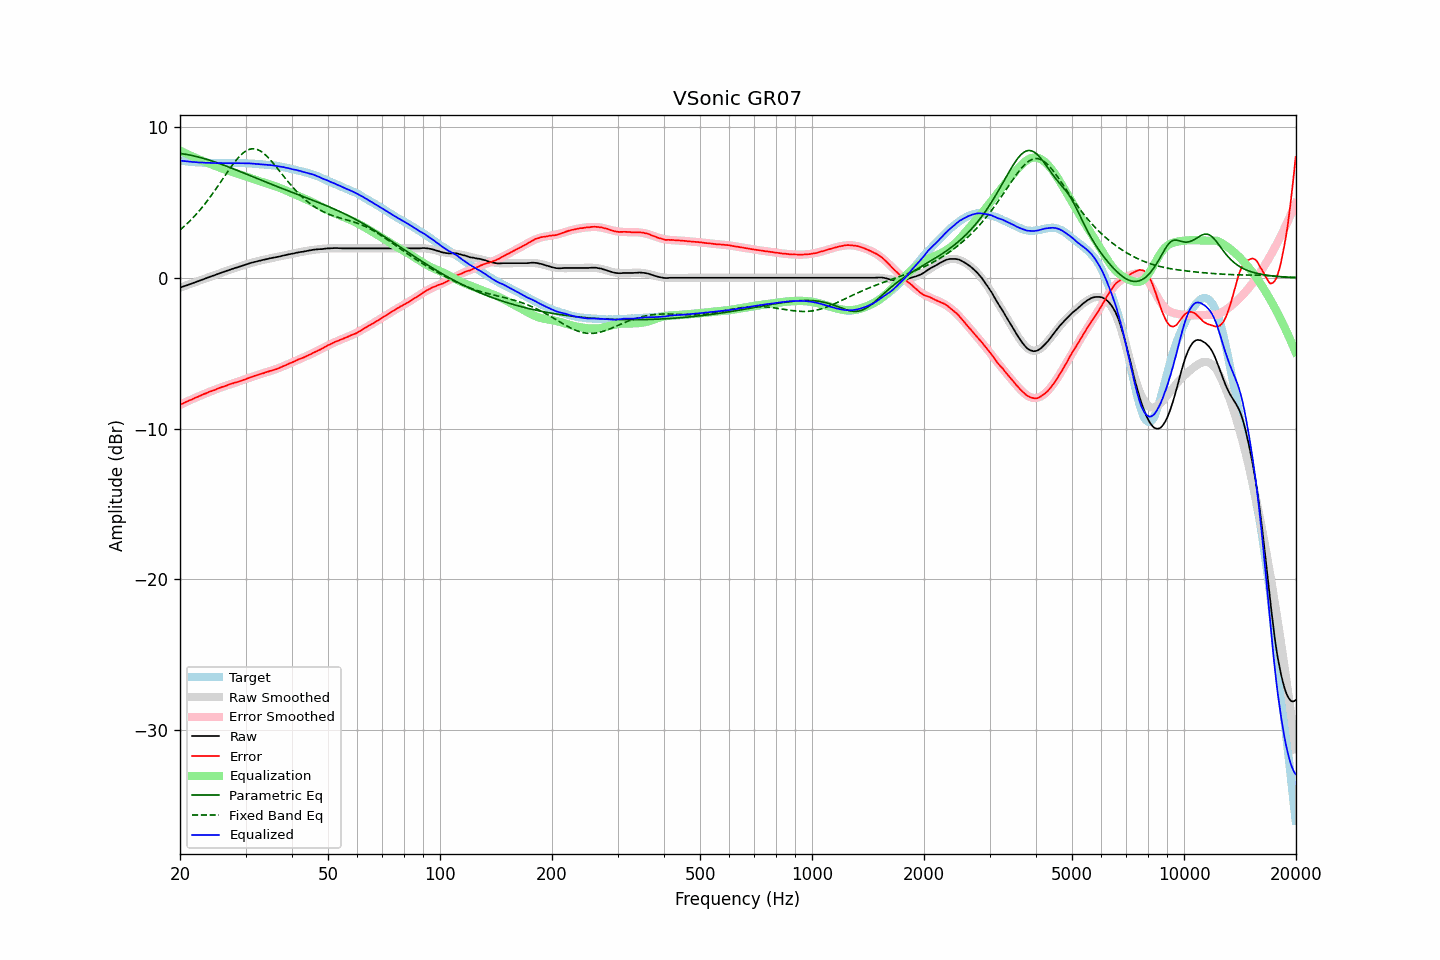 VSonic GR07
Amplitude (dBr)
10
0
−10
−20
−30
Target
Raw Smoothed
Error Smoothed
Raw
Error
Equalization
Parametric Eq
Fixed Band Eq
Equalized
20 50 100 200 500 1000 2000 5000 10000 20000
Frequency (Hz)